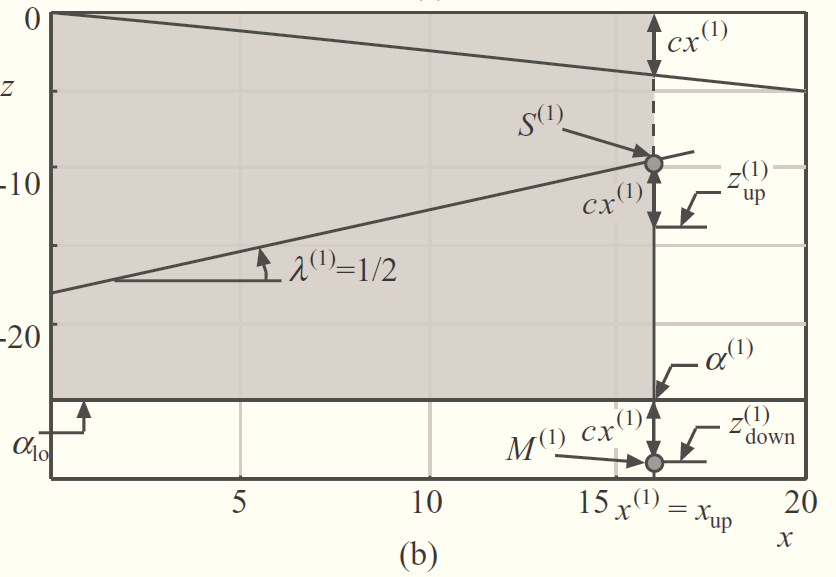 0
cx^(1)
z
S^(1)
-10
cx^(1)
z_up^(1)
λ^(1)=1/2
-20
α^(1)
α_lo
M^(1)
cx^(1)
z_down^(1)
5
10
15
x^(1) = x_up
20
x
(b)